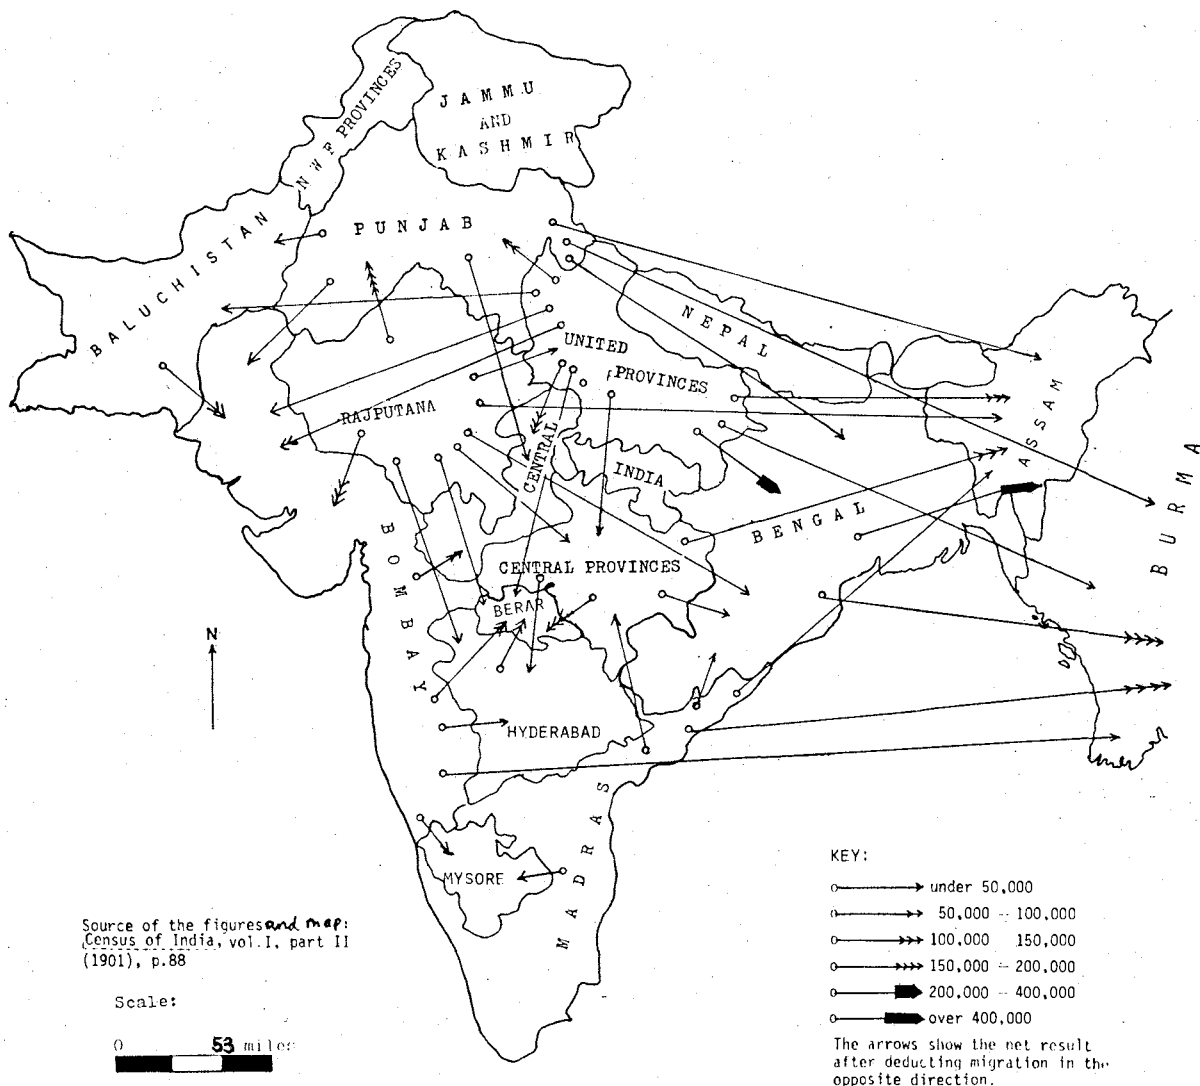 JAMMU
AND
KASHMIR
N W F PROVINCES
PUNJAB
BALUCHISTAN
NEPAL
UNITED
PROVINCES
RAJPUTANA
ASSAM
CENTRAL
INDIA
BENGAL
BURMA
BOMBAY
CENTRAL PROVINCES
BERAR
N
HYDERABAD
MADRAS
MYSORE
KEY:
under 50,000
50,000 - 100,000
100,000 150,000
150,000 - 200,000
200,000 - 400,000
over 400,000
The arrows show the net result
after deducting migration in the
opposite direction.
Source of the figures and map:
Census of India, vol.I, part II
(1901), p.88
Scale:
0 53 miles